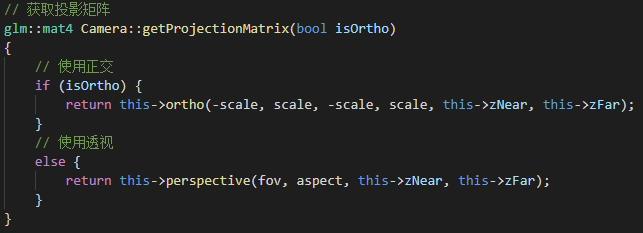 // 获取投影矩阵
glm::mat4 Camera::getProjectionMatrix(bool isOrtho)
{
    // 使用正交
    if (isOrtho) {
        return this->ortho(-scale, scale, -scale, scale, this->zNear, this->zFar);
    }
    // 使用透视
    else {
        return this->perspective(fov, aspect, this->zNear, this->zFar);
    }
}